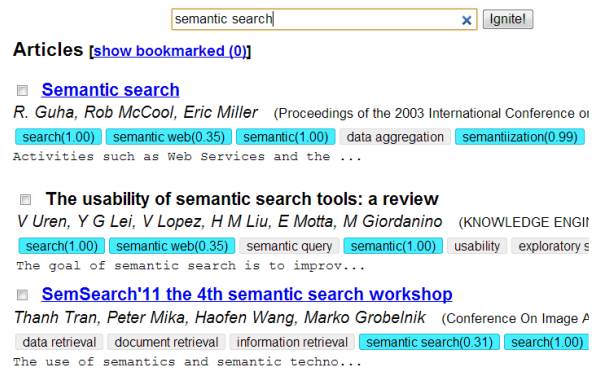 semantic search Ignite!
Articles [show bookmarked (0)]
Semantic search
R. Guha, Rob McCool, Eric Miller (Proceedings of the 2003 International Conference on
search(1.00) semantic web(0.35) semantic(1.00) data aggregation semantiization(0.99)
Activities such as Web Services and the ...
The usability of semantic search tools: a review
V Uren, Y G Lei, V Lopez, H M Liu, E Motta, M Giordanino (KNOWLEDGE ENGIN
search(1.00) semantic web(0.35) semantic query semantic(1.00) usability exploratory s
The goal of semantic search is to improv...
SemSearch'11 the 4th semantic search workshop
Thanh Tran, Peter Mika, Haofen Wang, Marko Grobelnik (Conference On Image A
data retrieval document retrieval information retrieval semantic search(0.31) search(1.00)
The use of semantics and semantic techno...